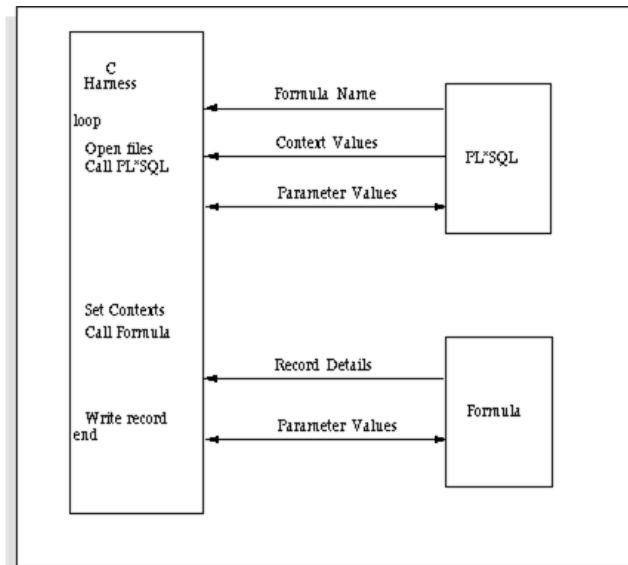 C
Harness
loop
Open files
Call PL*SQL
Set Contexts
Call Formula
Write record
end
Formula Name
Context Values
Parameter Values
PL*SQL
Record Details
Parameter Values
Formula